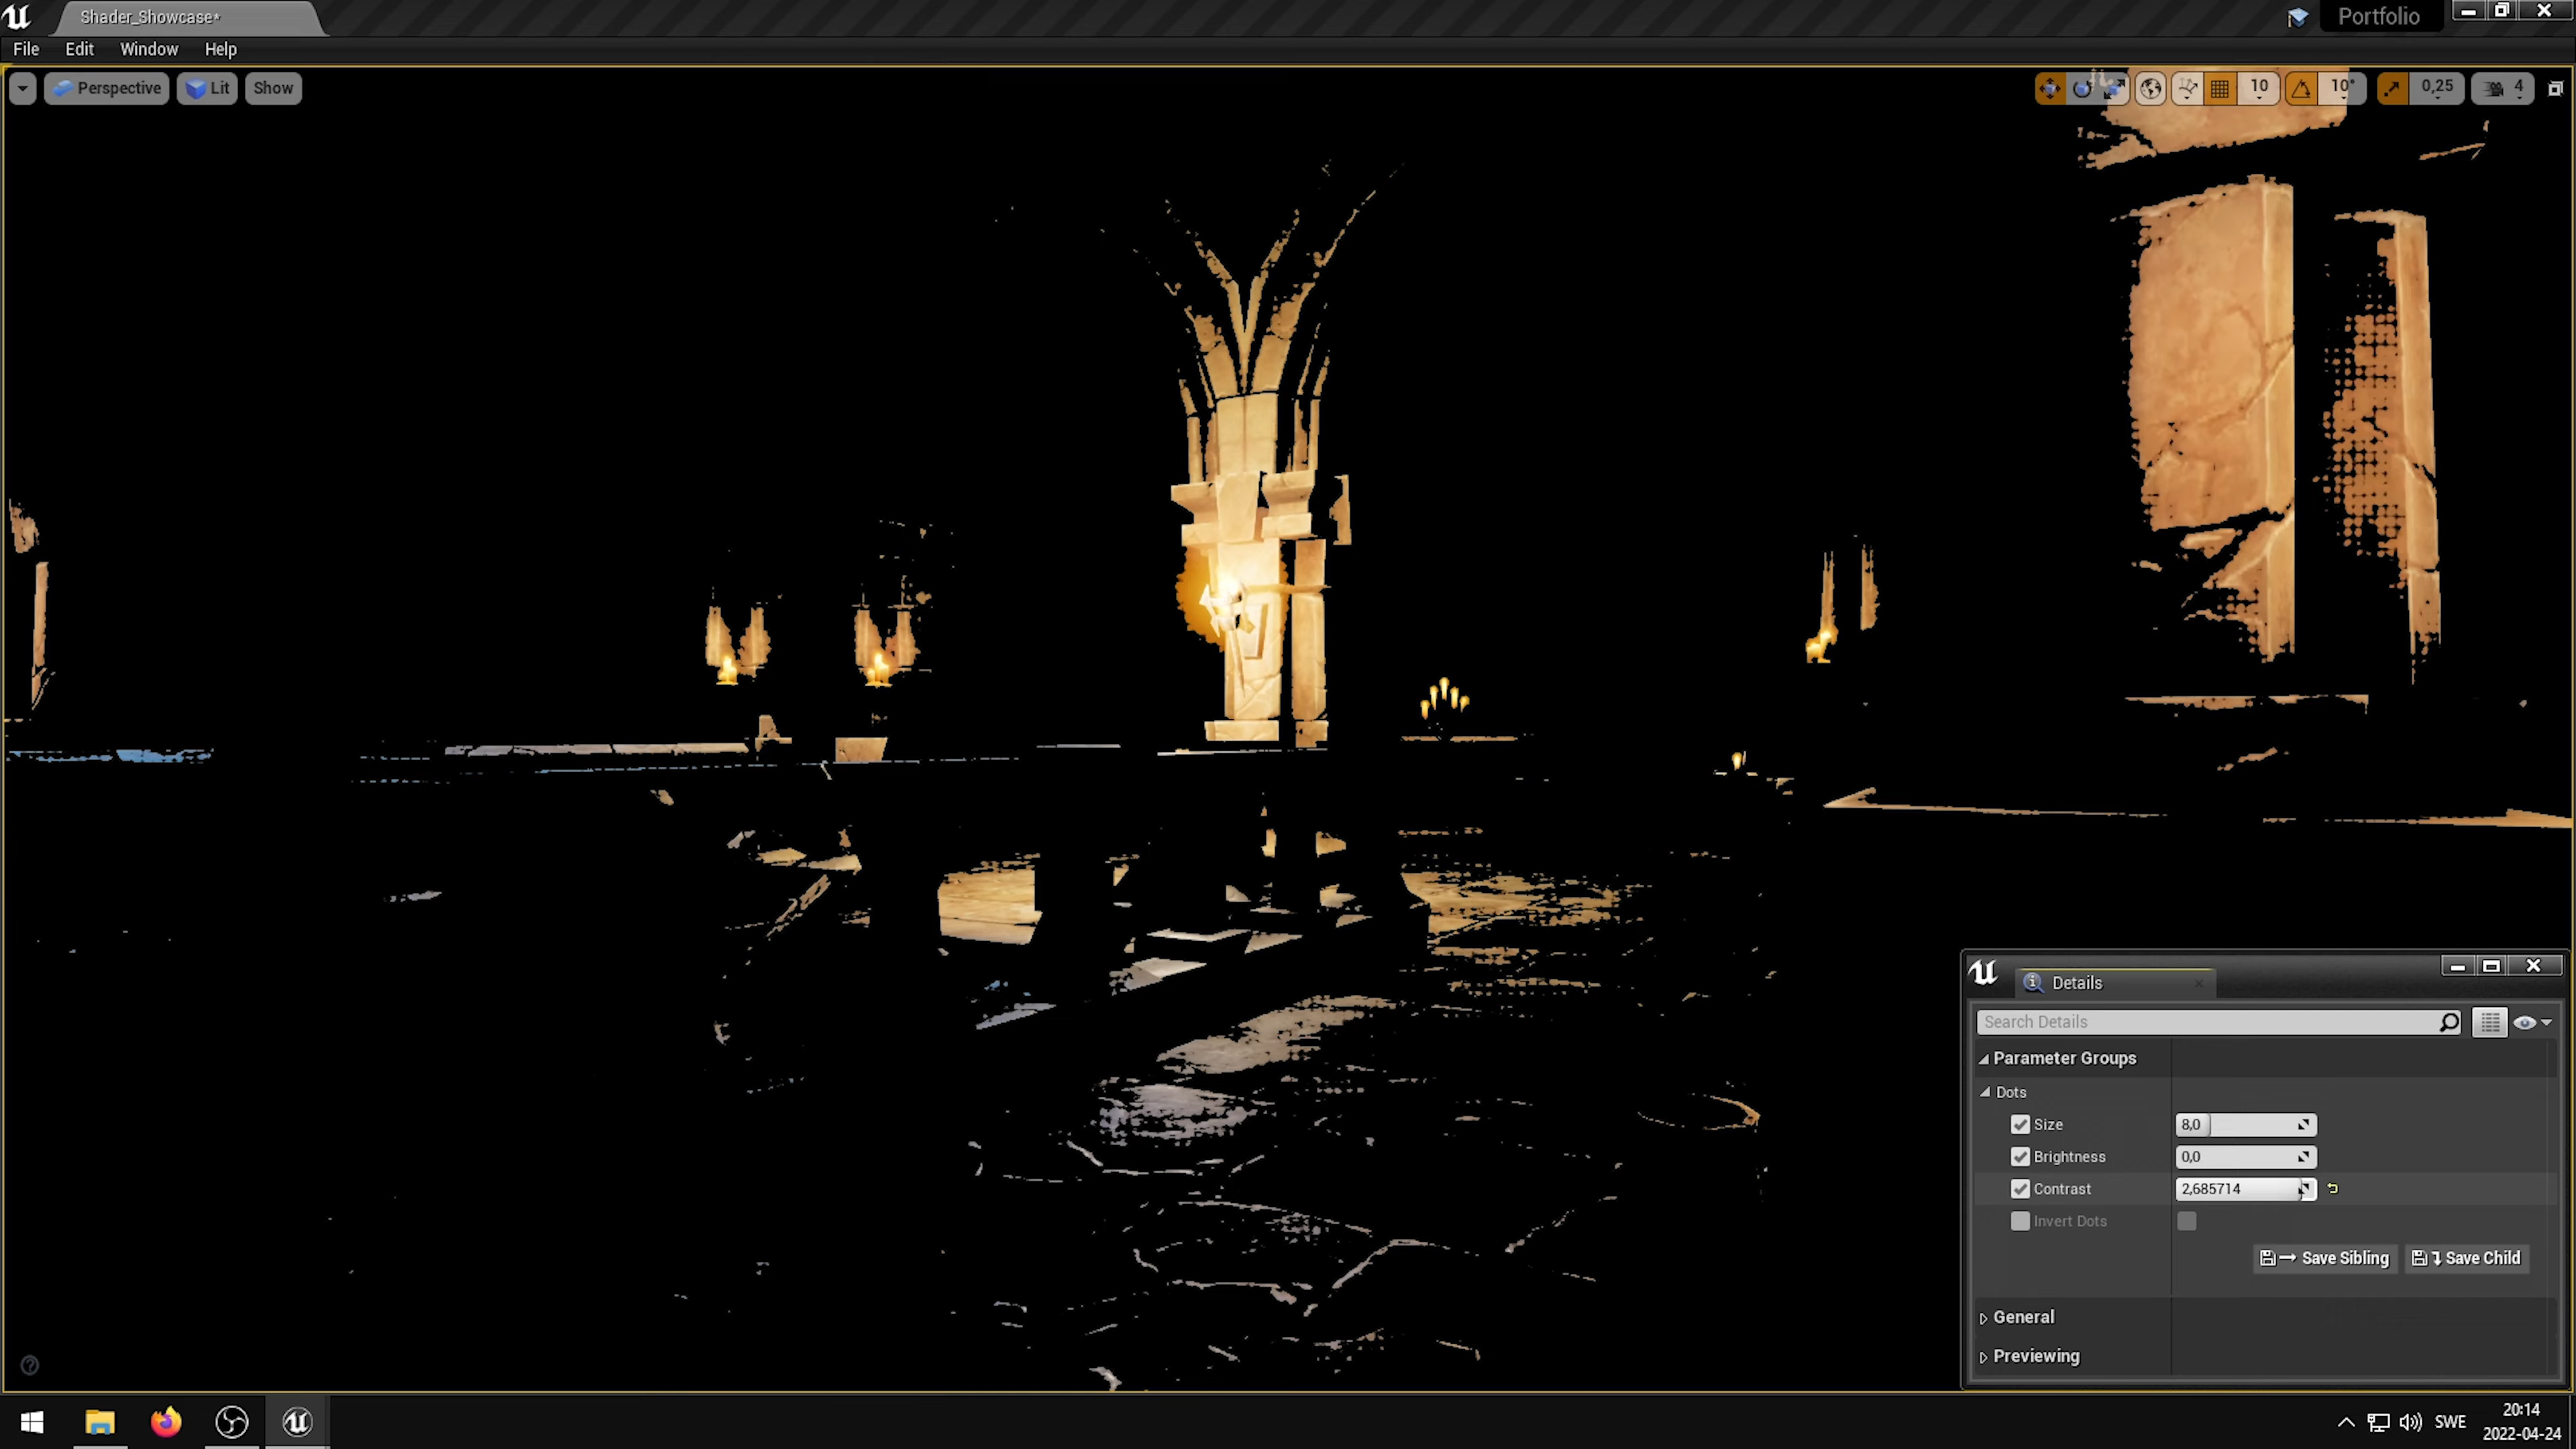 Shader_Showcase*
Portfolio
File Edit Window Help
Perspective Lit Show
10 10° 0,25 4
Details
Search Details
Parameter Groups
Dots
Size 8,0
Brightness 0,0
Contrast 2,685714
Invert Dots
Save Sibling Save Child
General
Previewing
SWE
20:14
2022-04-24